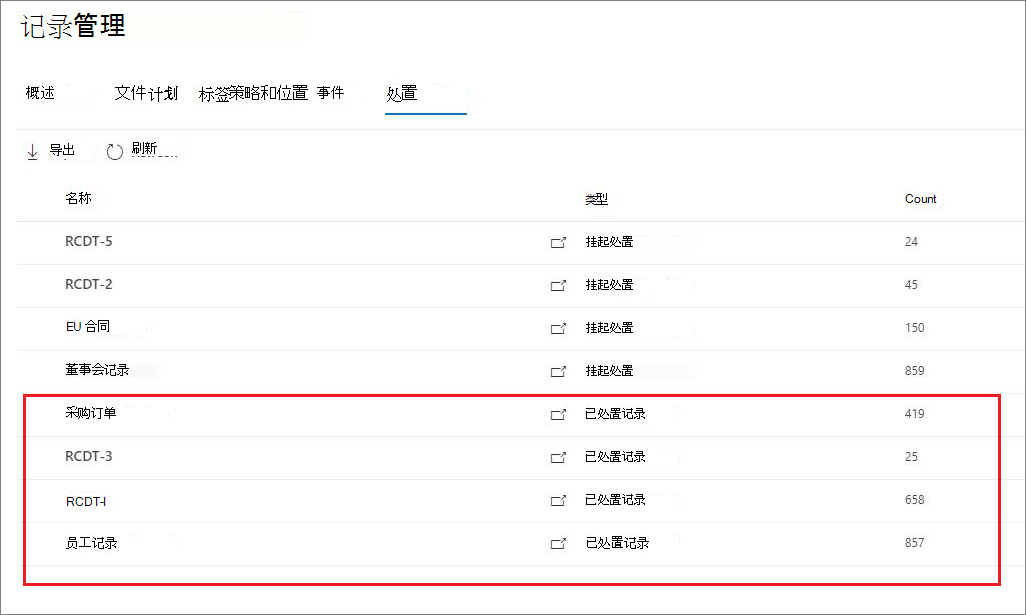 记录管理
概述 文件计划 标签策略和位置 事件 处置
导出 刷新
名称 类型 Count
RCDT-5 挂起处置 24
RCDT-2 挂起处置 45
EU 合同 挂起处置 150
董事会记录 挂起处置 859
采购订单 已处置记录 419
RCDT-3 已处置记录 25
RCDT-I 已处置记录 658
员工记录 已处置记录 857